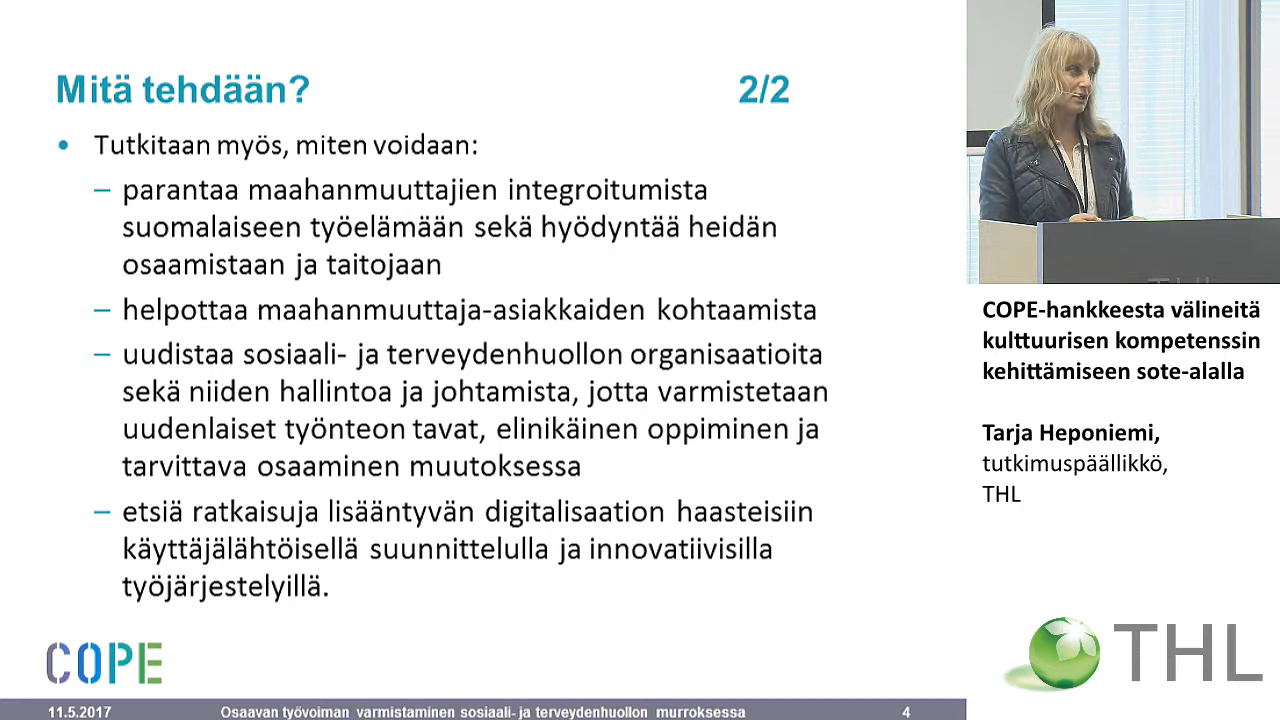 Mitä tehdään? 2/2
• Tutkitaan myös, miten voidaan:
– parantaa maahanmuuttajien integroitumista
suomalaiseen työelämään sekä hyödyntää heidän
osaamistaan ja taitojaan
– helpottaa maahanmuuttaja-asiakkaiden kohtaamista
– uudistaa sosiaali- ja terveydenhuollon organisaatioita
sekä niiden hallintoa ja johtamista, jotta varmistetaan
uudenlaiset työnteon tavat, elinikäinen oppiminen ja
tarvittava osaaminen muutoksessa
– etsiä ratkaisuja lisääntyvän digitalisaation haasteisiin
käyttäjälähtöisellä suunnittelulla ja innovatiivisilla
työjärjestelyillä.
COPE
11.5.2017 Osaavan työvoiman varmistaminen sosiaali- ja terveydenhuollon murroksessa 4
THL
COPE-hankkeesta välineitä
kulttuurisen kompetenssin
kehittämiseen sote-alalla
Tarja Heponiemi,
tutkimuspäällikkö,
THL
THL